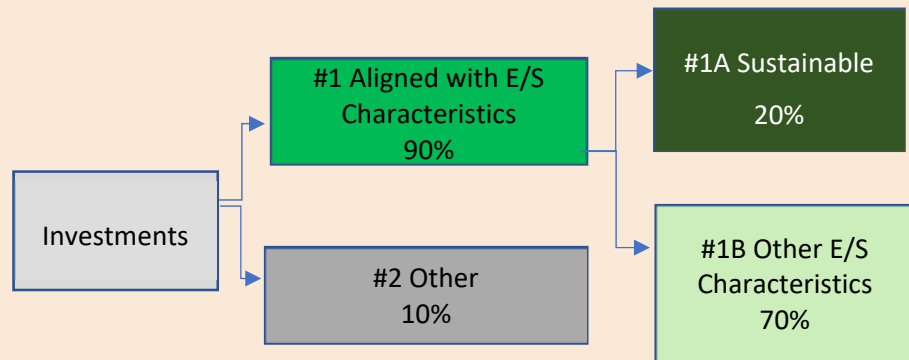 Investments
#1 Aligned with E/S
Characteristics
90%
#2 Other
10%
#1A Sustainable
20%
#1B Other E/S
Characteristics
70%